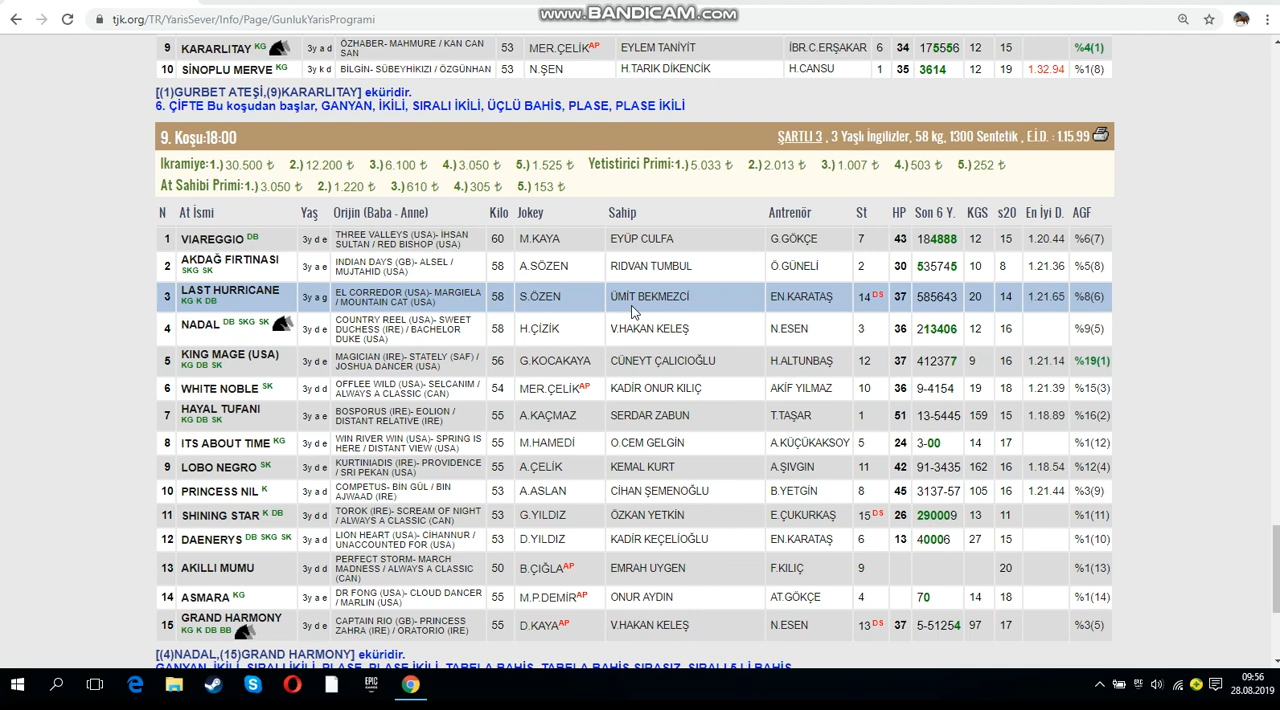 www.BANDICAM.com
tjk.org/TR/YarisSever/Info/Page/GunlukYarisProgrami
9 KARARLITAY KG 3y a d ÖZHABER- MAHMURE / KAN CAN SAN 53 MER.ÇELİK AP EYLEM TANİYİT İBR.C.ERŞAKAR 6 34 175556 12 15 %4(1)
10 SİNOPLU MERVE KG 3y k d BİLGİN- SÜBEYHIKIZI / ÖZGÜNHAN 53 N.ŞEN H.TARIK DİKENCİK H.CANSU 1 35 3614 12 19 1.32.94 %1(8)
[(1)GURBET ATEŞİ,(9)KARARLITAY] eküridir.
6. ÇİFTE Bu koşudan başlar, GANYAN, İKİLİ, SIRALI İKİLİ, ÜÇLÜ BAHİS, PLASE, PLASE İKİLİ
9. Koşu:18:00 ŞARTLI 3 , 3 Yaşlı İngilizler, 58 kg, 1300 Sentetik , E.İ.D. : 1.15.99
Ikramiye:1.)30.500 ₺ 2.)12.200 ₺ 3.)6.100 ₺ 4.)3.050 ₺ 5.)1.525 ₺ Yetistirici Primi:1.)5.033 ₺ 2.)2.013 ₺ 3.)1.007 ₺ 4.)503 ₺ 5.)252 ₺
At Sahibi Primi:1.)3.050 ₺ 2.)1.220 ₺ 3.)610 ₺ 4.)305 ₺ 5.)153 ₺
N At İsmi Yaş Orijin (Baba - Anne) Kilo Jokey Sahip Antrenör St HP Son 6 Y. KGS s20 En İyi D. AGF
1 VIAREGGIO DB 3y d e THREE VALLEYS (USA)- İHSAN SULTAN / RED BISHOP (USA) 60 M.KAYA EYÜP CULFA G.GÖKÇE 7 43 184888 12 15 1.20.44 %6(7)
2 AKDAĞ FIRTINASI SKG SK 3y a e INDIAN DAYS (GB)- ALSEL / MUJTAHID (USA) 58 A.SÖZEN RIDVAN TUMBUL Ö.GÜNELİ 2 30 535745 10 8 1.21.36 %5(8)
3 LAST HURRICANE KG K DB 3y a g EL CORREDOR (USA)- MARGIELA / MOUNTAIN CAT (USA) 58 S.ÖZEN ÜMİT BEKMEZCİ EN.KARATAŞ 14 DS 37 585643 20 14 1.21.65 %8(6)
4 NADAL DB SKG SK 3y d e COUNTRY REEL (USA)- SWEET DUCHESS (IRE) / BACHELOR DUKE (USA) 58 H.ÇİZİK V.HAKAN KELEŞ N.ESEN 3 36 213406 12 16 %9(5)
5 KING MAGE (USA) KG DB SK 3y d e MAGICIAN (IRE)- STATELY (SAF) / JOSHUA DANCER (USA) 56 G.KOCAKAYA CÜNEYT ÇALICIOĞLU H.ALTUNBAŞ 12 37 412377 9 16 1.21.14 %19(1)
6 WHITE NOBLE SK 3y d d OFFLEE WILD (USA)- SELCANIM / ALWAYS A CLASSIC (CAN) 54 MER.ÇELİK AP KADİR ONUR KILIÇ AKİF YILMAZ 10 36 9-4154 19 18 1.21.39 %15(3)
7 HAYAL TUFANI KG DB SK 3y a e BOSPORUS (IRE)- EOLION / DISTANT RELATIVE (IRE) 55 A.KAÇMAZ SERDAR ZABUN T.TAŞAR 1 51 13-5445 159 15 1.18.89 %16(2)
8 ITS ABOUT TIME KG 3y d e WIN RIVER WIN (USA)- SPRING IS HERE / DISTANT VIEW (USA) 55 M.HAMEDİ O.CEM GELGİN A.KÜÇÜKAKSOY 5 24 3-00 14 17 %1(12)
9 LOBO NEGRO SK 3y d e KURTINIADIS (IRE)- PROVIDENCE / SRI PEKAN (USA) 55 A.ÇELİK KEMAL KURT A.ŞIVGIN 11 42 91-3435 162 16 1.18.54 %12(4)
10 PRINCESS NIL K 3y a d COMPETUS- BIN GÜL / BIN AJWAAD (IRE) 53 A.ASLAN CİHAN ŞEMENOĞLU B.YETGİN 8 45 3137-57 105 16 1.21.44 %3(9)
11 SHINING STAR K DB 3y d d TOROK (IRE)- SCREAM OF NIGHT / ALWAYS A CLASSIC (CAN) 53 G.YILDIZ ÖZKAN YETKİN E.ÇUKURKAŞ 15 DS 26 290009 13 11 %1(11)
12 DAENERYS DB SKG SK 3y a d LION HEART (USA)- CİHANNUR / UNACCOUNTED FOR (USA) 53 D.YILDIZ KADİR KEÇELİOĞLU EN.KARATAŞ 6 13 40006 27 15 %1(10)
13 AKILLI MUMU 3y d d PERFECT STORM- MARCH MADNESS / ALWAYS A CLASSIC (CAN) 50 B.ÇIĞLA AP EMRAH UYGEN F.KILIÇ 9 20 %1(13)
14 ASMARA KG 3y a e DR FONG (USA)- CLOUD DANCER / MARLIN (USA) 55 M.P.DEMİR AP ONUR AYDIN AT.GÖKÇE 4 70 14 18 %1(14)
15 GRAND HARMONY KG K DB BB 3y d e CAPTAIN RIO (GB)- PRINCESS ZAHRA (IRE) / ORATORIO (IRE) 55 D.KAYA AP V.HAKAN KELEŞ N.ESEN 13 DS 37 5-51254 97 17 %3(5)
[(4)NADAL,(15)GRAND HARMONY] eküridir.
GANYAN, İKİLİ, SIRALI İKİLİ, PLASE, PLASE İKİLİ, TABELA BAHİS, TABELA BAHİS SIRASIZ, SIRALI 5 Lİ BAHİS
EPIC GAMES
09:56
28.08.2019